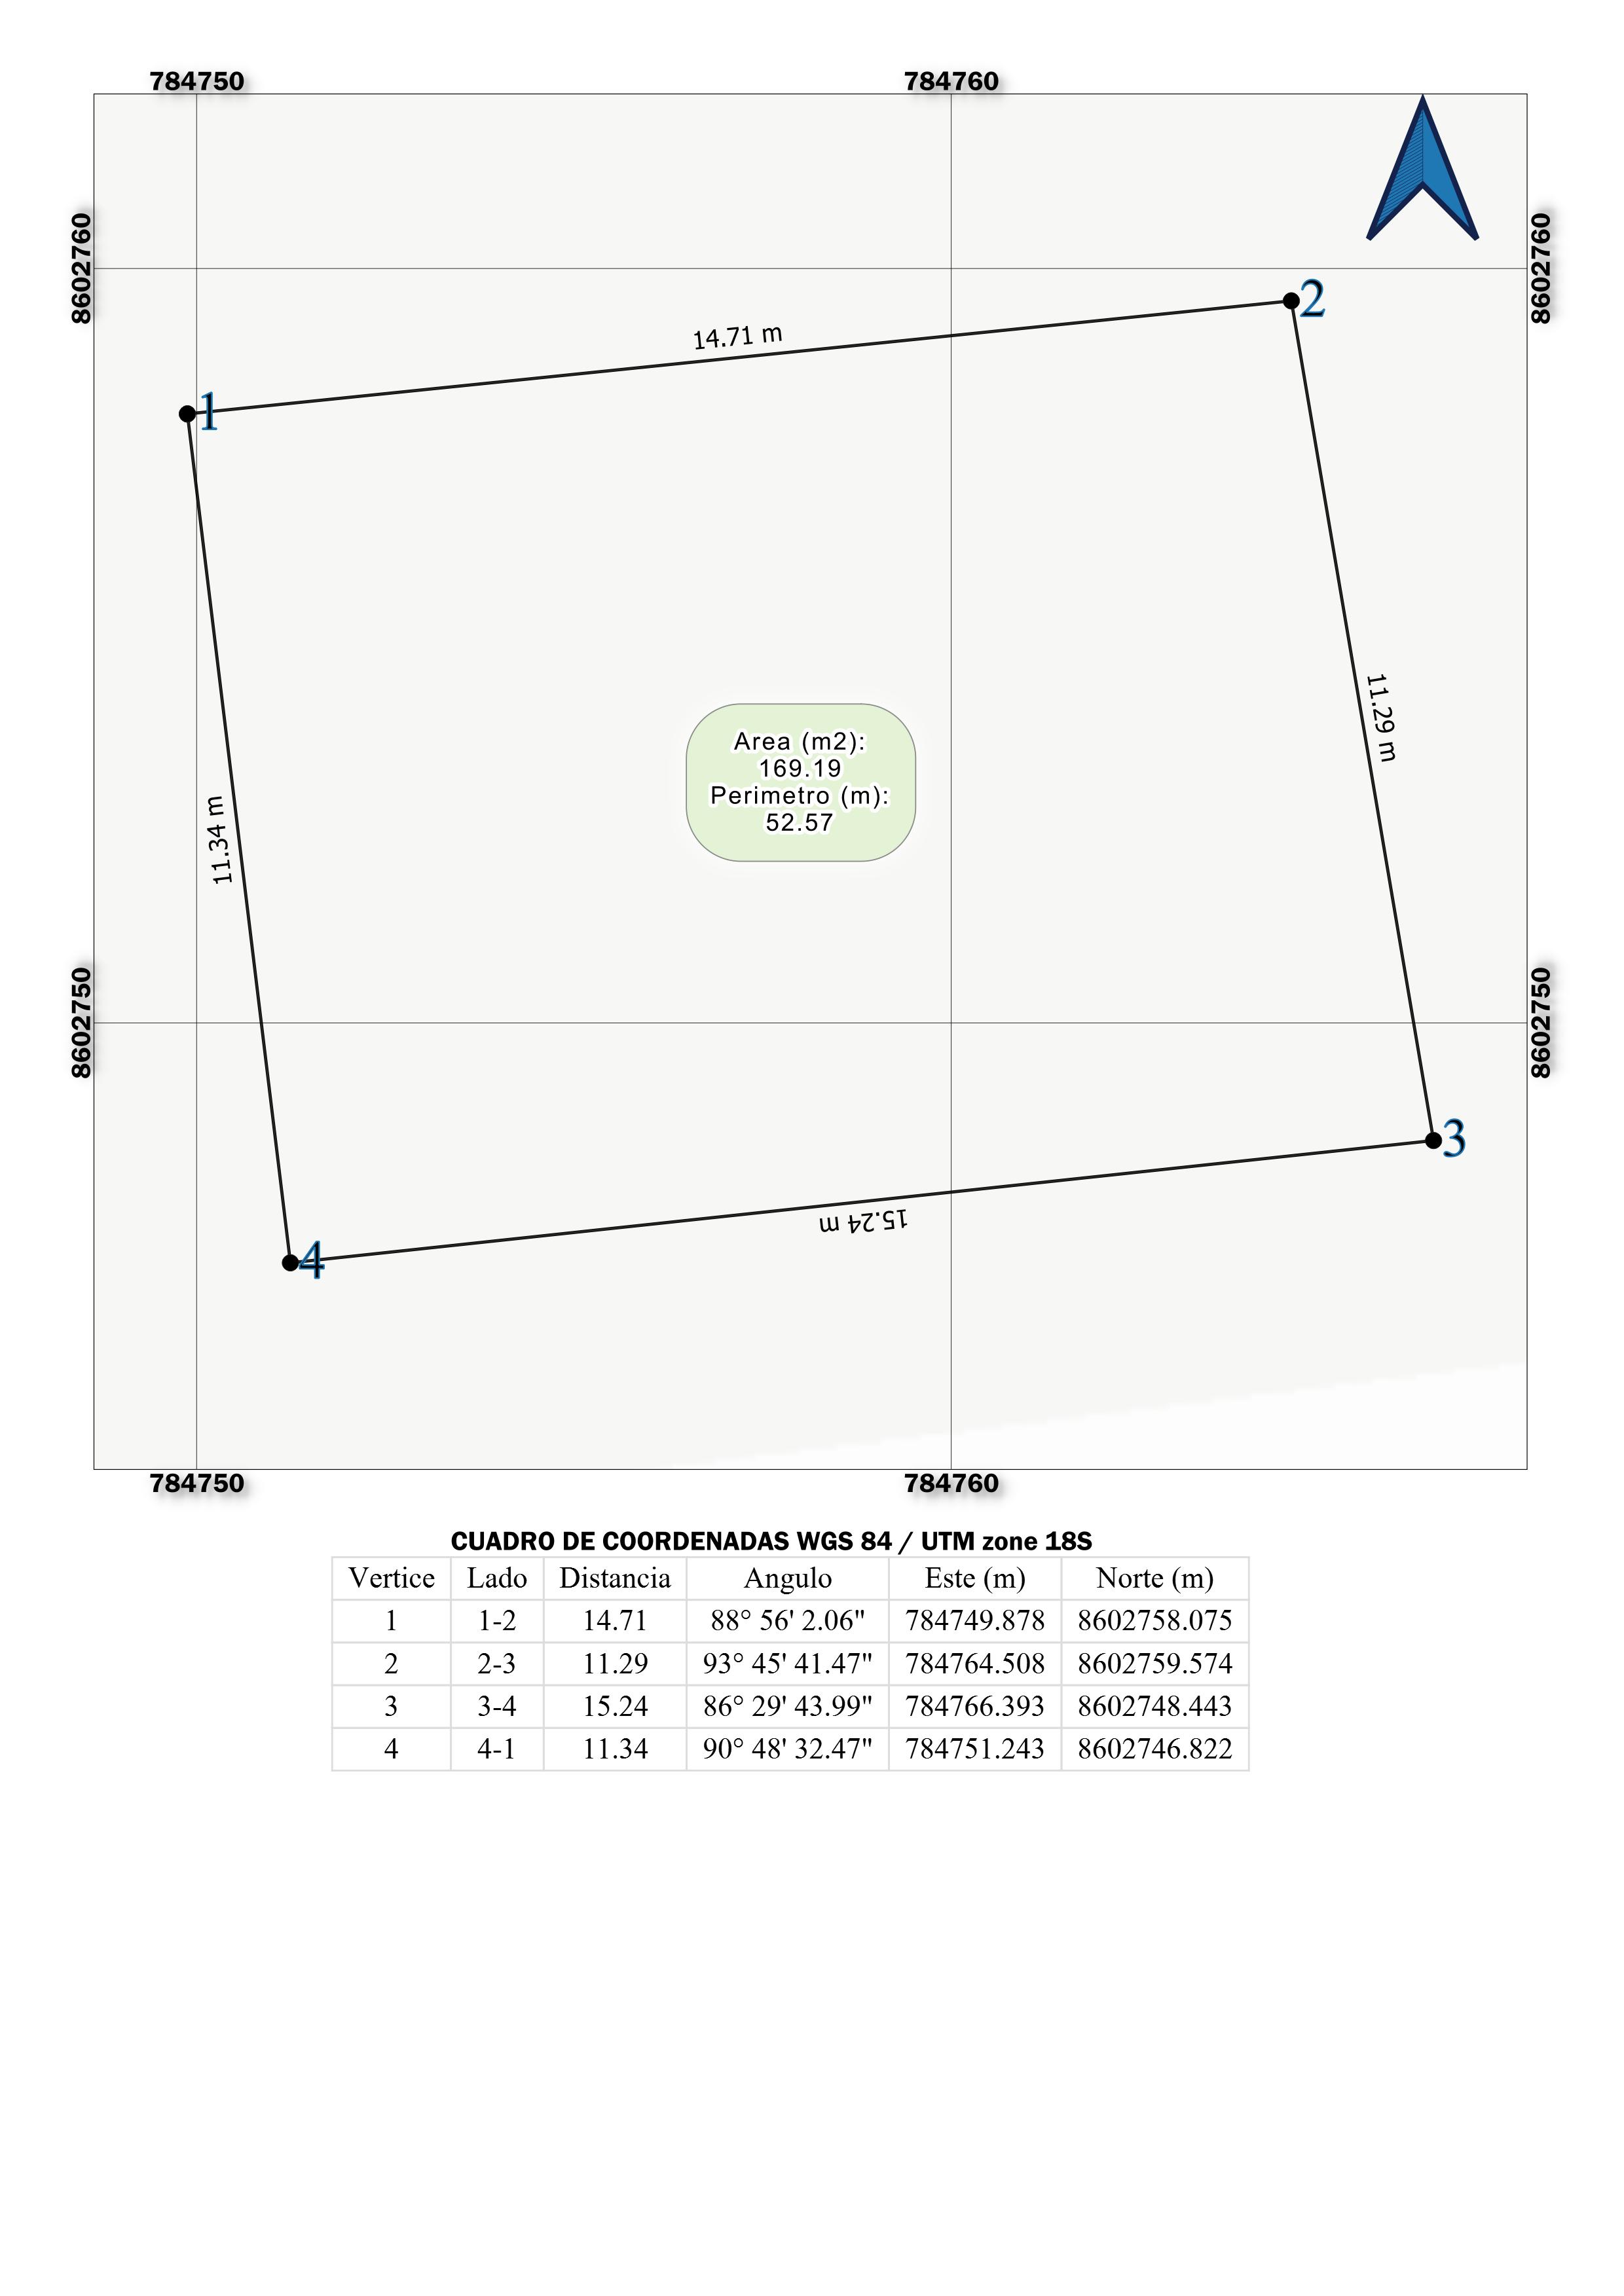 784750 784760
8602760 8602760
2
14.71 m
1
11.29 m
Area (m2):
169.19
Perimetro (m):
52.57
11.34 m
8602750 8602750
3
15.24 m
4
784750 784760
CUADRO DE COORDENADAS WGS 84 / UTM zone 18S
Vertice Lado Distancia Angulo Este (m) Norte (m)
1 1-2 14.71 88° 56' 2.06" 784749.878 8602758.075
2 2-3 11.29 93° 45' 41.47" 784764.508 8602759.574
3 3-4 15.24 86° 29' 43.99" 784766.393 8602748.443
4 4-1 11.34 90° 48' 32.47" 784751.243 8602746.822